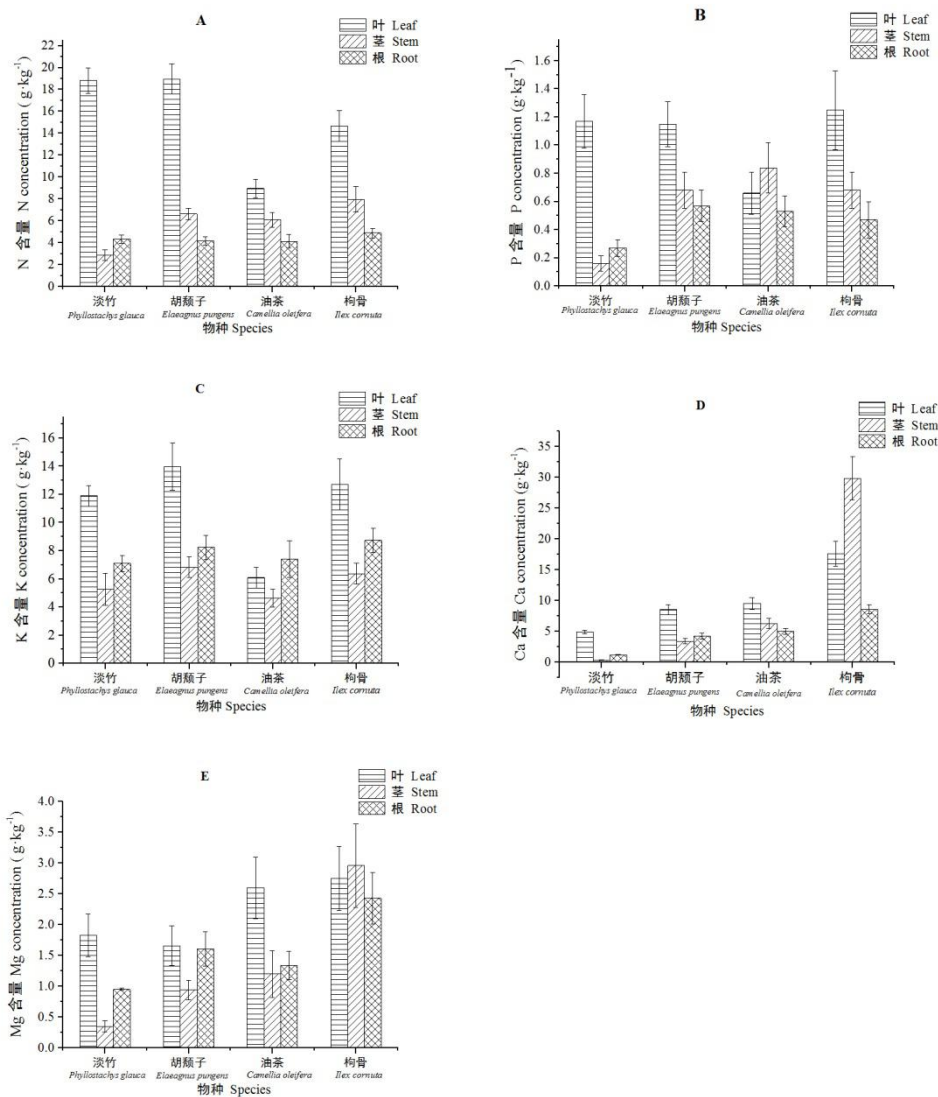 A
叶 Leaf
茎 Stem
根 Root
N 含量 N concentration ( g·kg-1)
22
20
18
16
14
12
10
8
6
4
2
0
淡竹 胡颓子 油茶 枸骨
Phyllostachys glauca Elaeagnus pungens Camellia oleifera Ilex cornuta
物种 Species
B
叶 Leaf
茎 Stem
根 Root
P 含量 P concentration (g·kg-1)
1.6
1.4
1.2
1.0
0.8
0.6
0.4
0.2
0.0
淡竹 胡颓子 油茶 枸骨
Phyllostachys glauca Elaeagnus pungens Camellia oleifera Ilex cornuta
物种 Species
C
叶 Leaf
茎 Stem
根 Root
K 含量 K concentration ( g·kg-1)
16
14
12
10
8
6
4
2
0
淡竹 胡颓子 油茶 枸骨
Phyllostachys glauca Elaeagnus pungens Camellia oleifera Ilex cornuta
物种 Species
D
叶 Leaf
茎 Stem
根 Root
Ca 含量 Ca concentration (g·kg-1)
35
30
25
20
15
10
5
0
淡竹 胡颓子 油茶 枸骨
Phyllostachys glauca Elaeagnus pungens Camellia oleifera Ilex cornuta
物种 Species
E
叶 Leaf
茎 Stem
根 Root
Mg 含量 Mg concentration ( g·kg-1)
4.0
3.5
3.0
2.5
2.0
1.5
1.0
0.5
0.0
淡竹 胡颓子 油茶 枸骨
Phyllostachys glauca Elaeagnus pungens Camellia oleifera Ilex cornuta
物种 Species